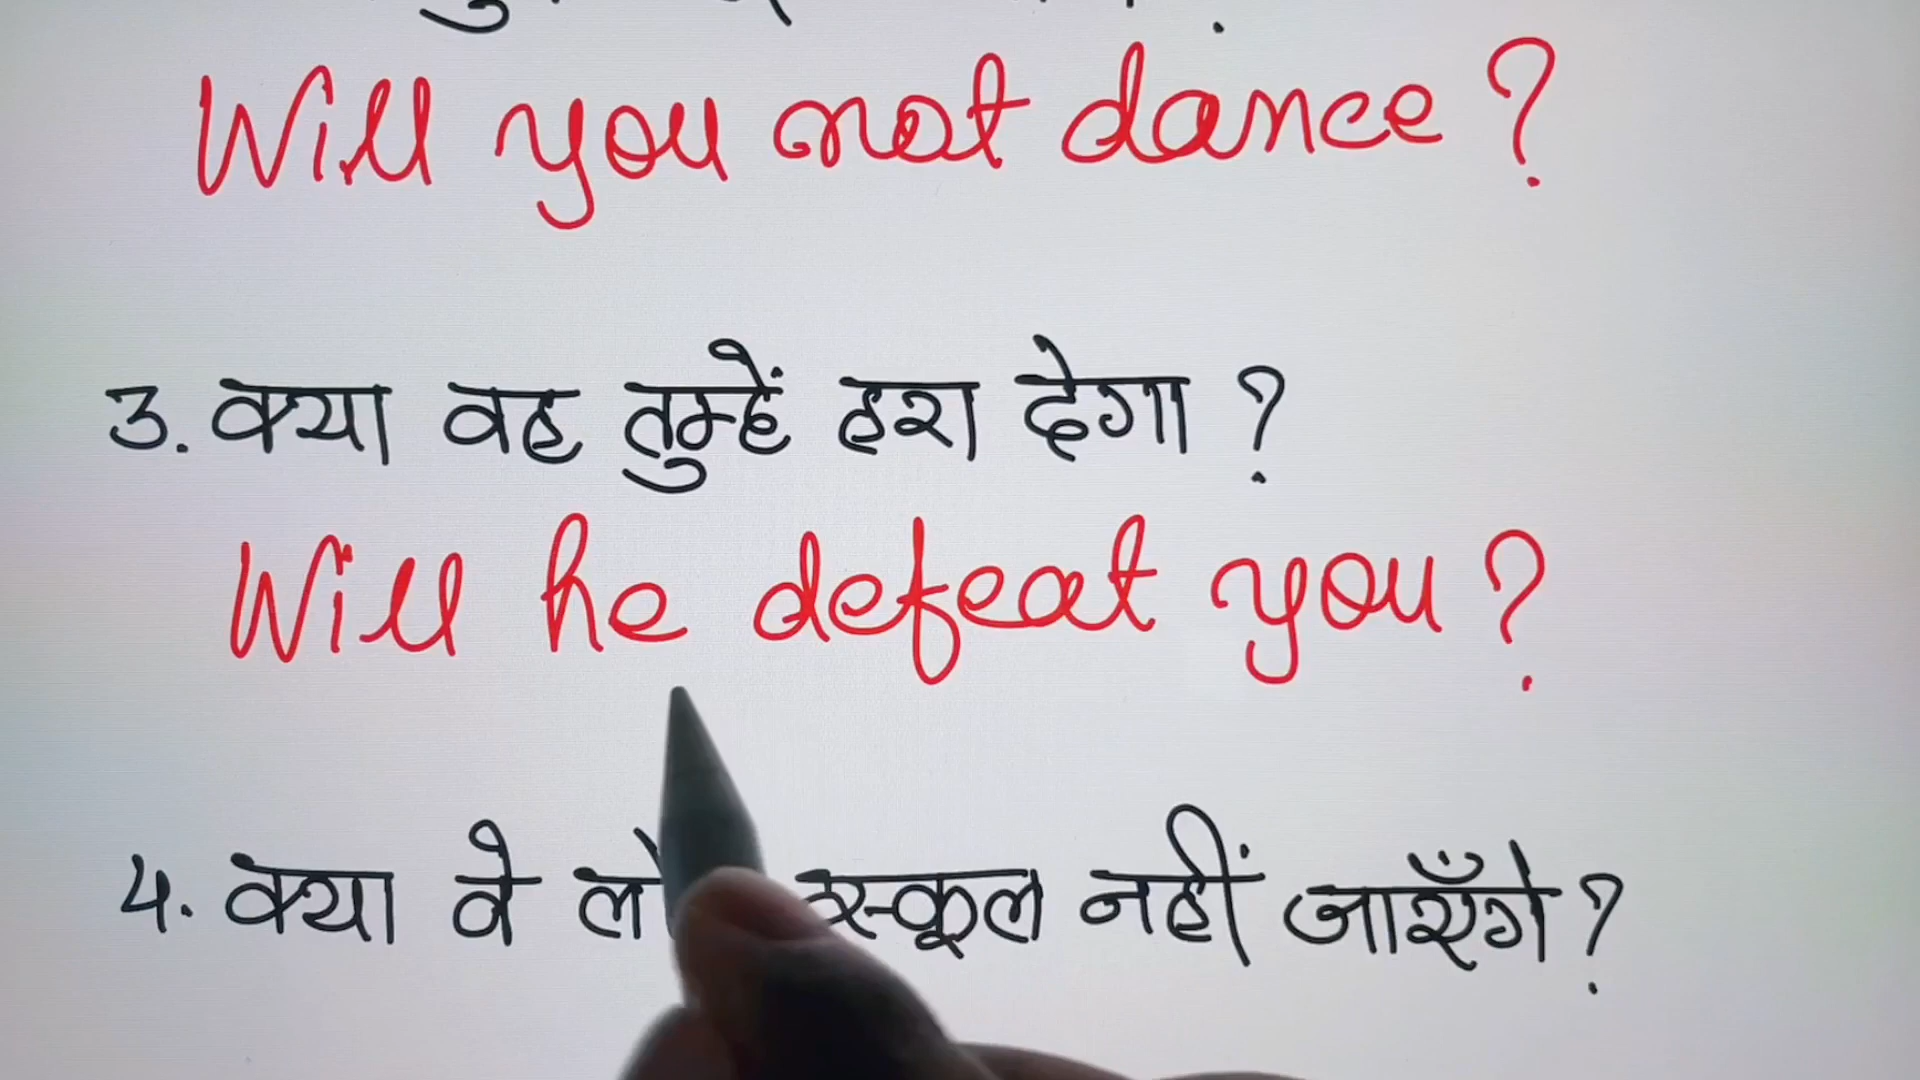 Will you not dance?
3. क्या वह तुम्हें हरा देगा?
Will he defeat you?
4. क्या वे स्कूल नहीं जाएँगे?